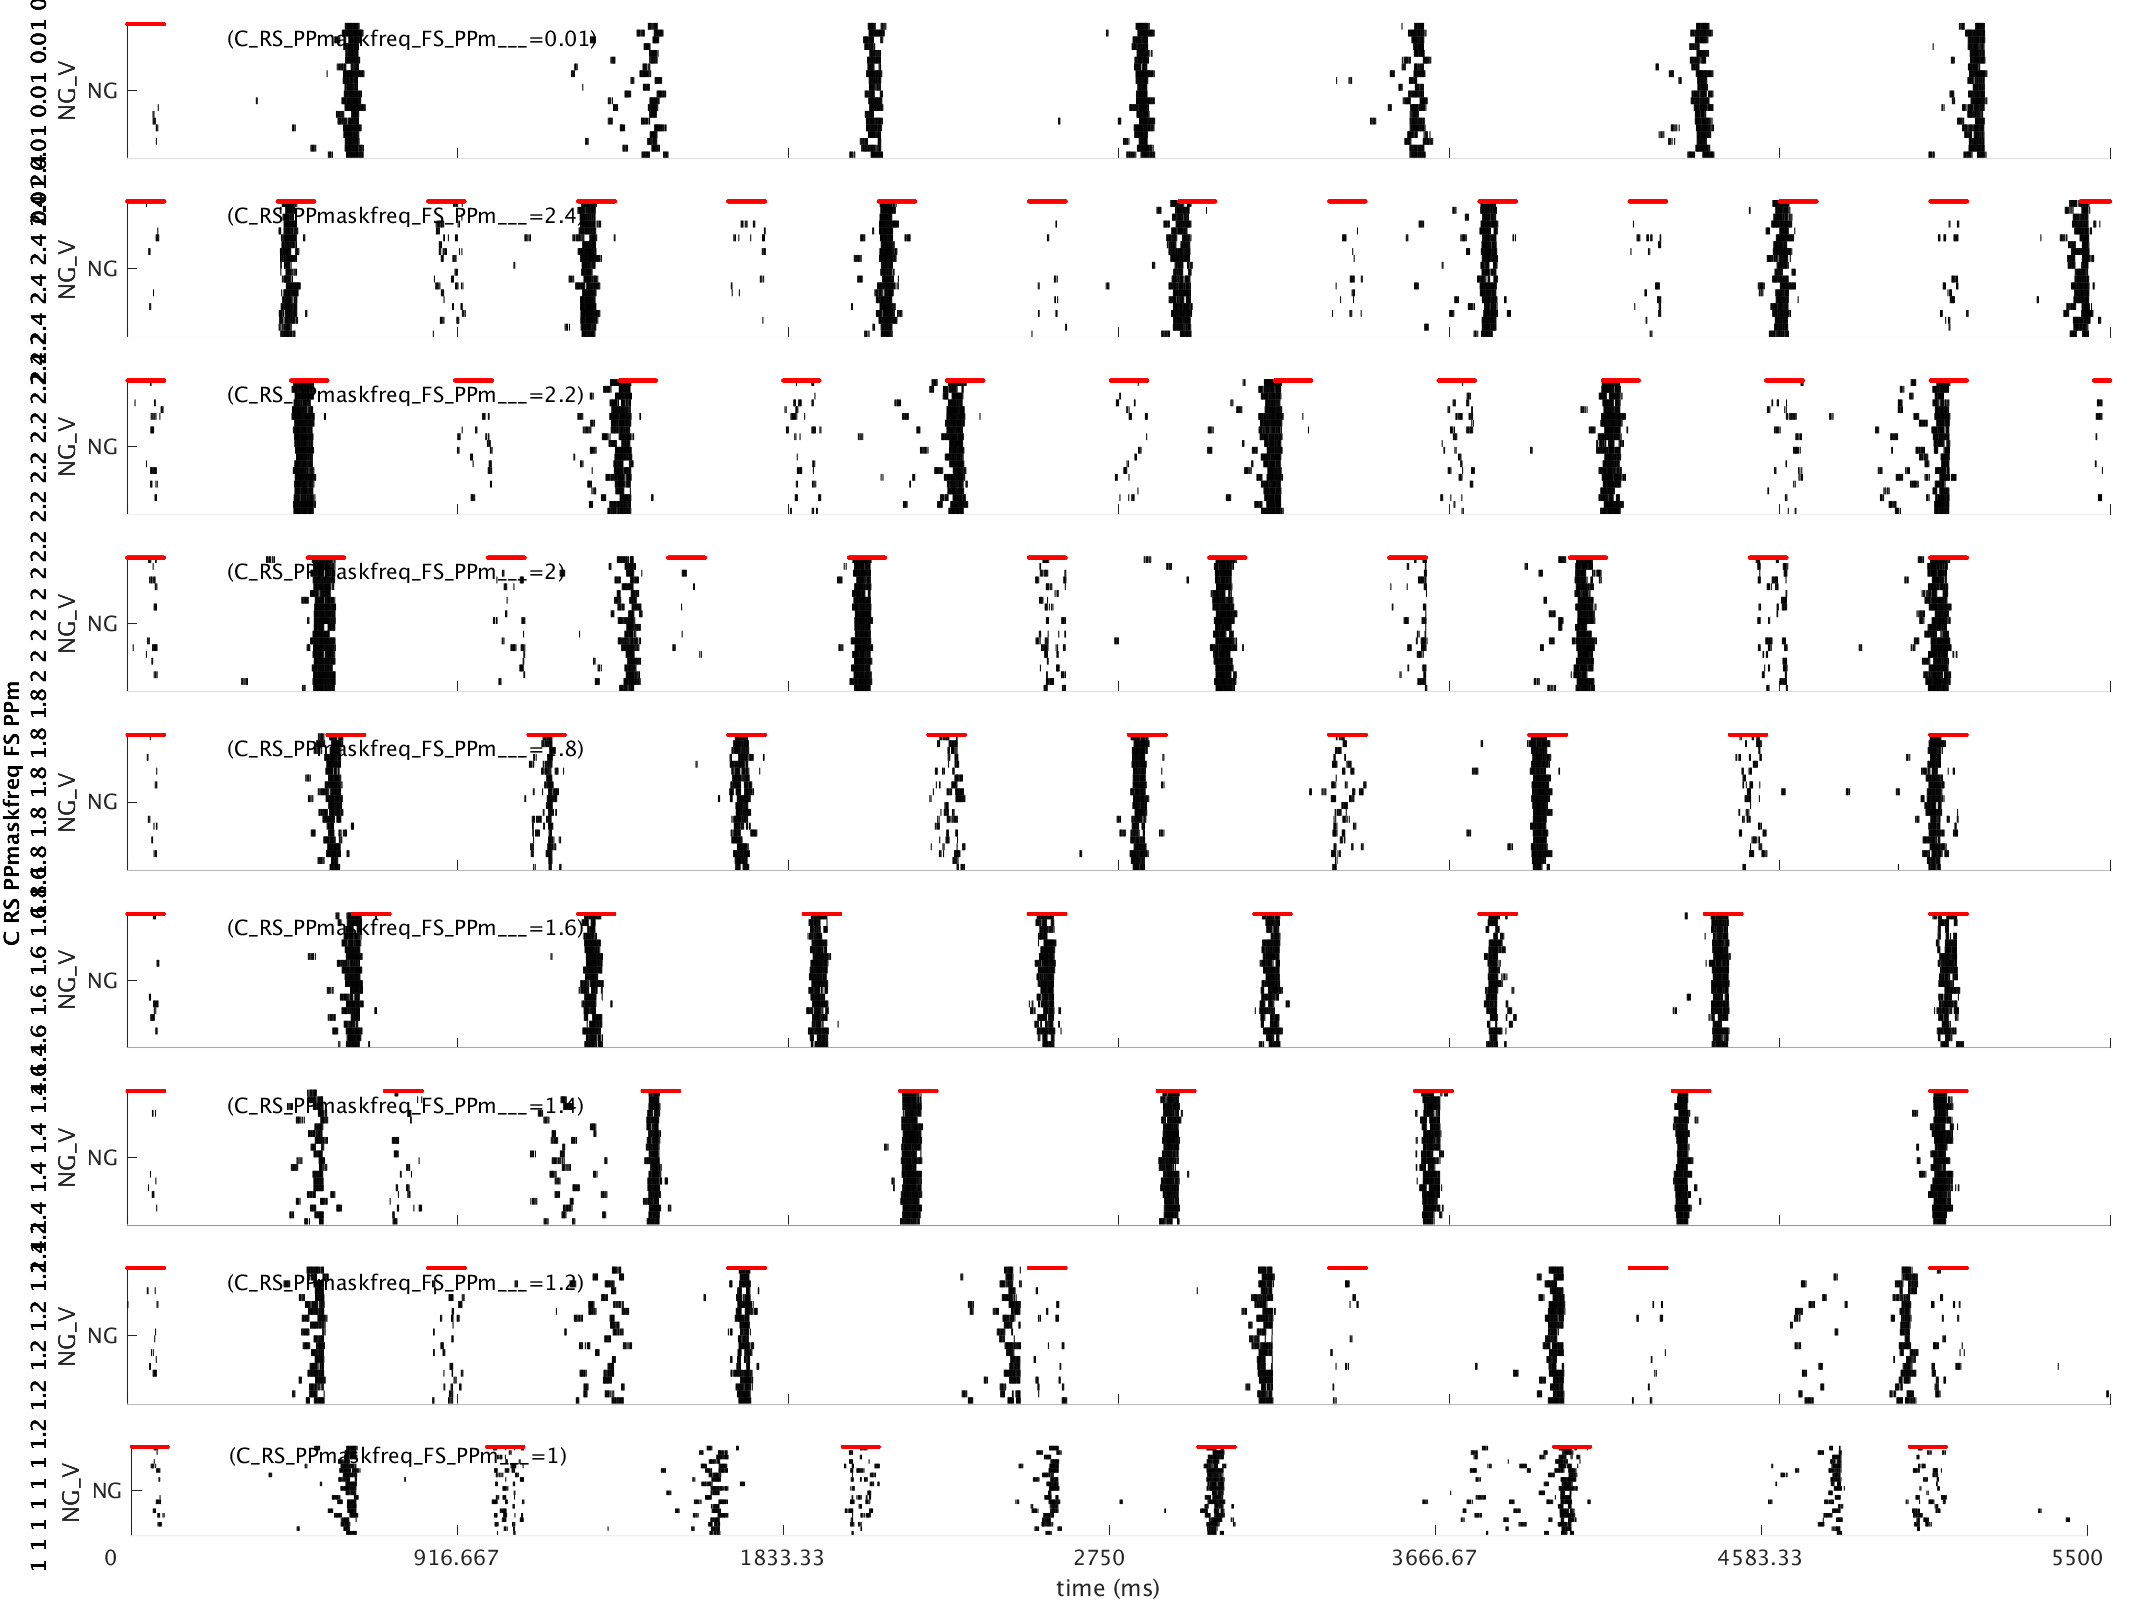 (C_RS_PPmaskfreq_FS_PPm___=0.01)
NG_V
NG
(C_RS_PPmaskfreq_FS_PPm___=2.4)
NG_V
NG
(C_RS_PPmaskfreq_FS_PPm___=2.2)
NG_V
NG
(C_RS_PPmaskfreq_FS_PPm___=2)
NG_V
NG
C RS PPmaskfreq FS PPm
(C_RS_PPmaskfreq_FS_PPm___=1.8)
NG_V
NG
(C_RS_PPmaskfreq_FS_PPm___=1.6)
NG_V
NG
(C_RS_PPmaskfreq_FS_PPm___=1.4)
NG_V
NG
(C_RS_PPmaskfreq_FS_PPm___=1.2)
NG_V
NG
(C_RS_PPmaskfreq_FS_PPm___=1)
NG_V
NG
0 916.667 1833.33 2750 3666.67 4583.33 5500
time (ms)